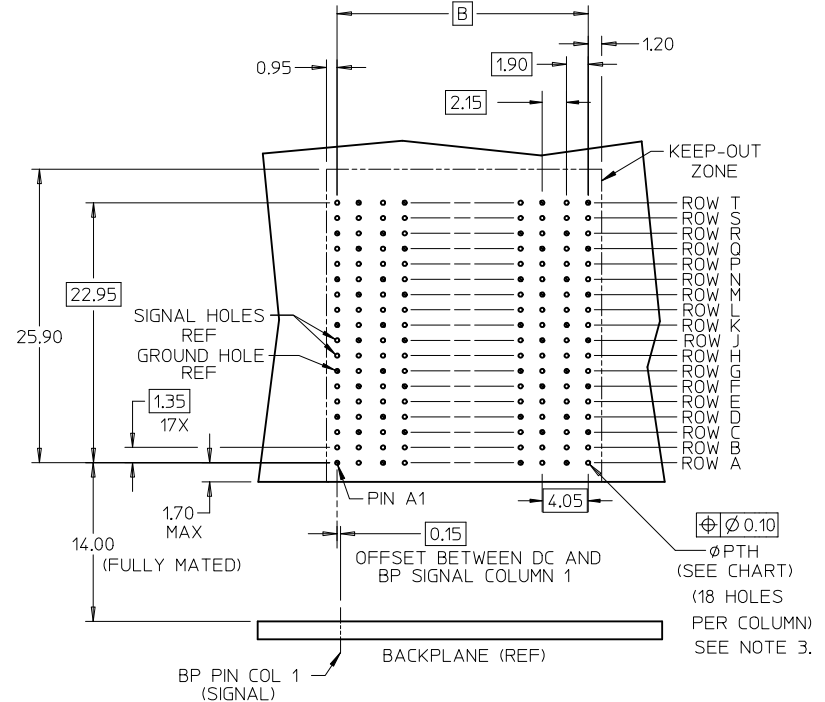 B
1.20
0.95
1.90
2.15
KEEP-OUT
ZONE
ROW T
ROW S
ROW R
ROW Q
ROW P
ROW N
ROW M
ROW L
ROW K
ROW J
ROW H
ROW G
ROW F
ROW E
ROW D
ROW C
ROW B
ROW A
22.95
25.90
SIGNAL HOLES
REF
GROUND HOLE
REF
1.35
17X
PIN A1
1.70
MAX
4.05
14.00
(FULLY MATED)
0.15
OFFSET BETWEEN DC AND
BP SIGNAL COLUMN 1
⌖ Ø 0.10
ØPTH
(SEE CHART)
(18 HOLES
PER COLUMN)
SEE NOTE 3.
BACKPLANE (REF)
BP PIN COL 1
(SIGNAL)